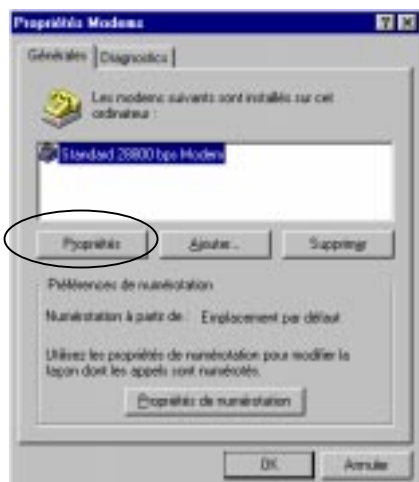 Propriétés Modems
Générales
Diagnostics
Les modems suivants sont installés sur cet
ordinateur :
Standard 28800 bps Modem
Propriétés
Ajouter...
Supprimer
Préférences de numérotation
Numérotation à partir de : Emplacement par défaut
Utilisez les propriétés de numérotation pour modifier la
façon dont les appels sont numérotés.
Propriétés de numérotation
OK
Annuler